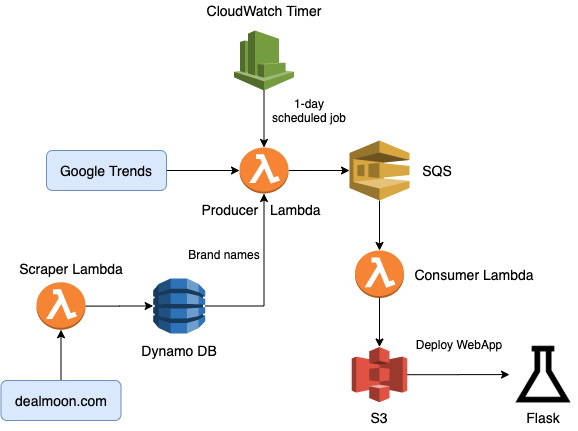 CloudWatch Timer
1-day
scheduled job
Google Trends
SQS
Producer Lambda
Brand names
Scraper Lambda
Consumer Lambda
Dynamo DB
Deploy WebApp
dealmoon.com
S3
Flask